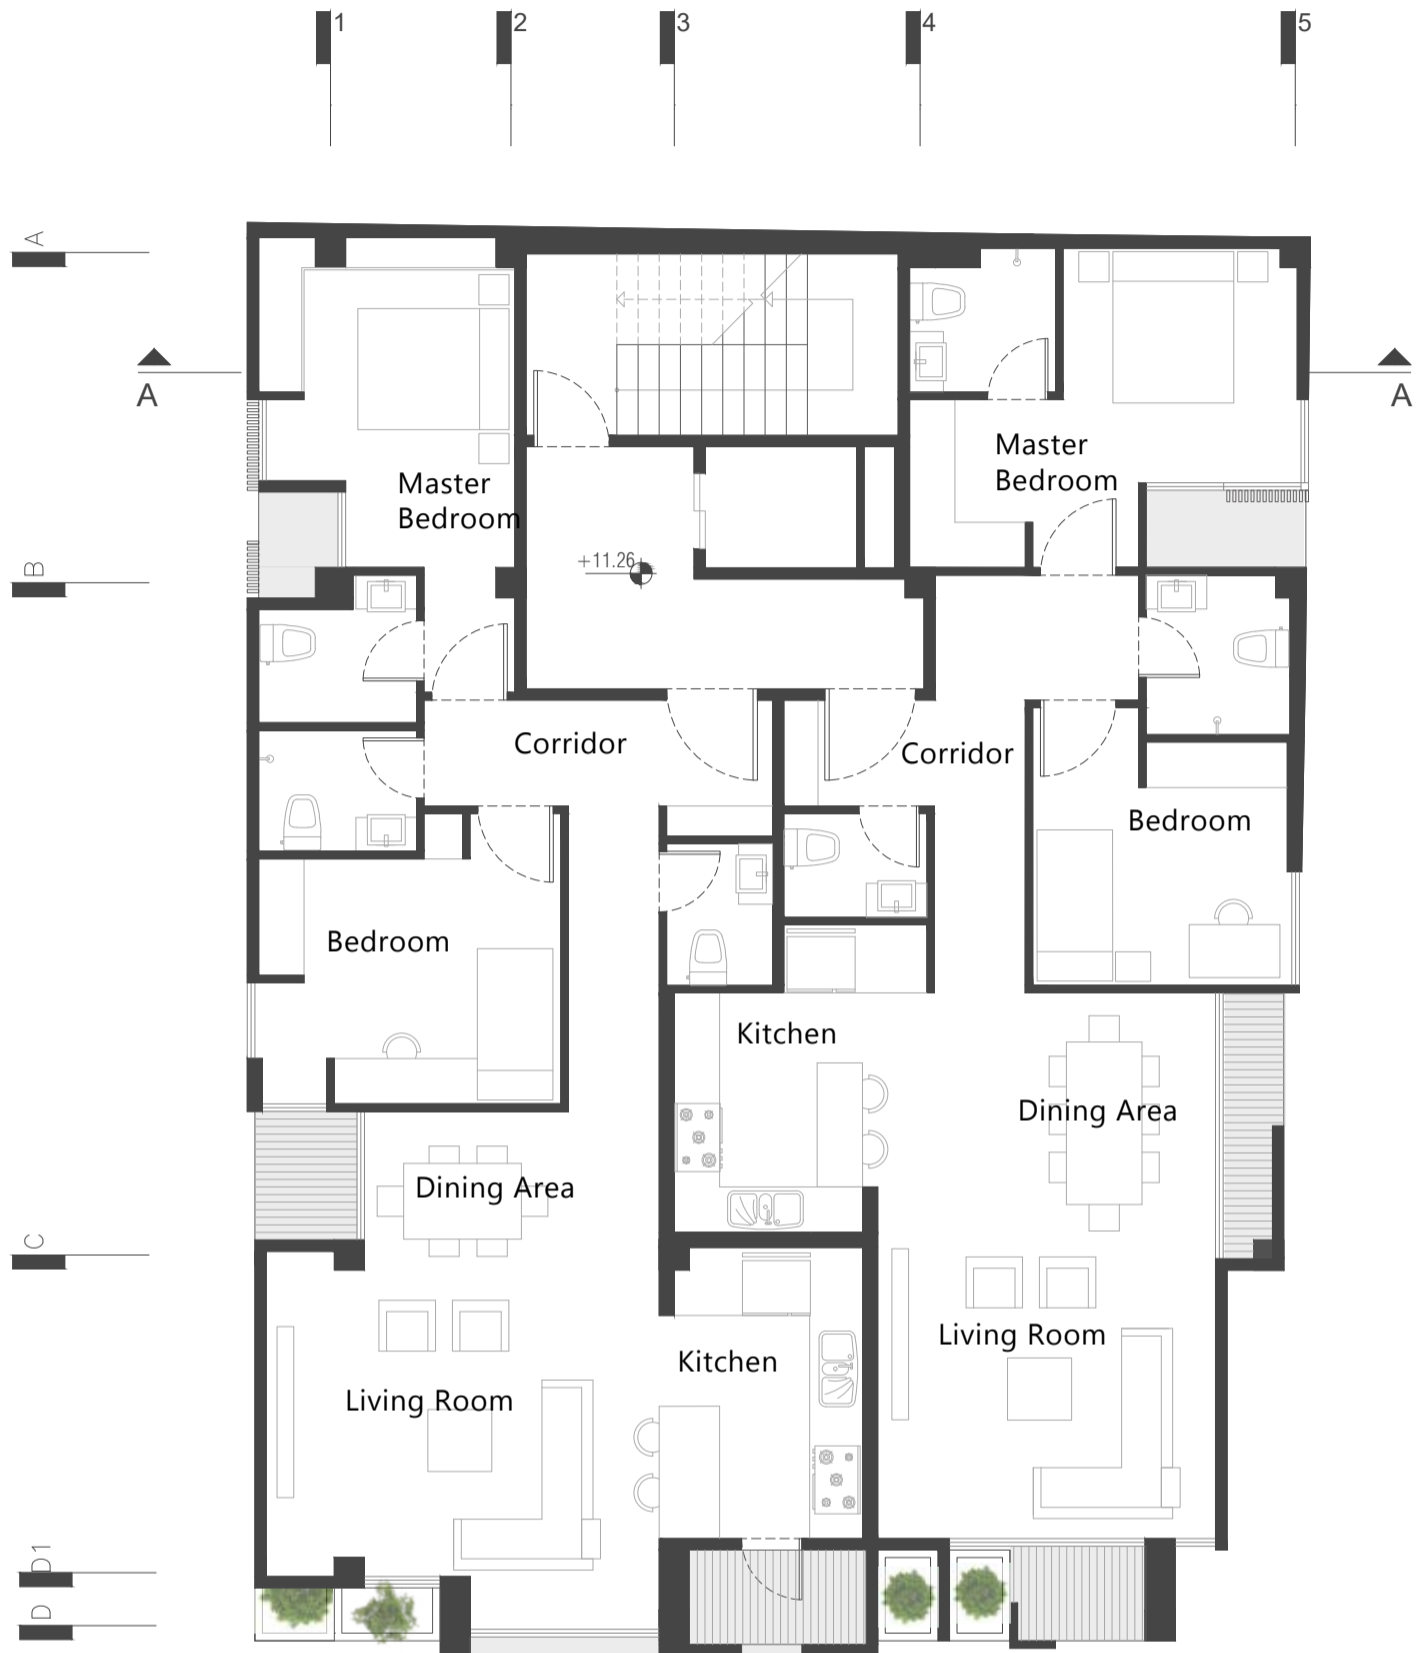 1
2
3
4
5
A
A
A
Master
Bedroom
Master
Bedroom
B
+11.26
Corridor
Corridor
Bedroom
Bedroom
Kitchen
Dining Area
Dining Area
C
Living Room
Kitchen
Living Room
D1
D